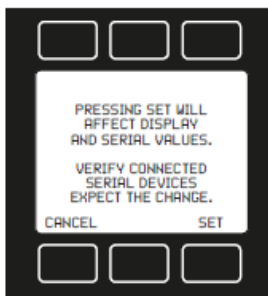 PRESSING SET WILL
AFFECT DISPLAY
AND SERIAL VALUES.
VERIFY CONNECTED
SERIAL DEVICES
EXPECT THE CHANGE.
CANCEL SET